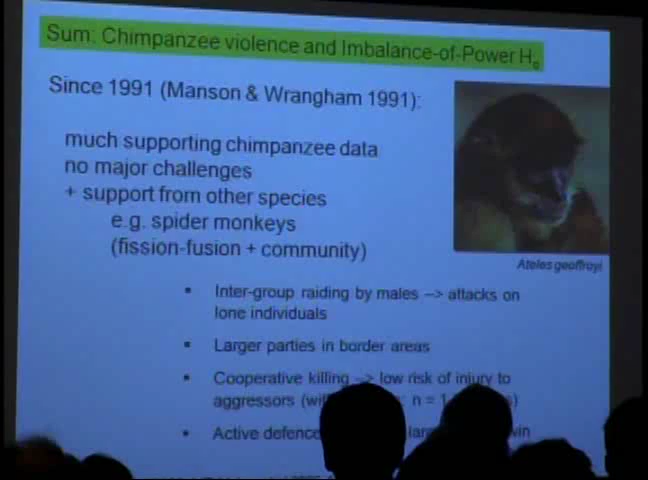 Sum: Chimpanzee violence and Imbalance-of-Power H
Since 1991 (Manson & Wrangham 1991):
much supporting chimpanzee data
no major challenges
+ support from other species
e.g. spider monkeys
(fission-fusion + community)
Ateles geoffroyi
▪ Inter-group raiding by males –> attacks on
lone individuals
▪ Larger parties in border areas
▪ Cooperative killing –> low risk of injury to
aggressors n = 1
▪ Active defence